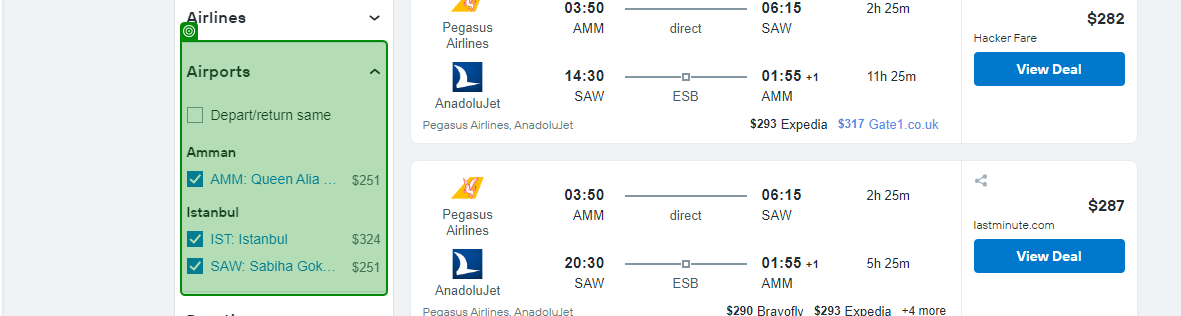 Airlines
Airports
Depart/return same
Amman
AMM: Queen Alia ... $251
Istanbul
IST: Istanbul $324
SAW: Sabiha Gok... $251
03:50 06:15 2h 25m
Pegasus Airlines
AMM direct SAW
14:30 01:55 +1 11h 25m
AnadoluJet
SAW ESB AMM
Pegasus Airlines, AnadoluJet
$293 Expedia $317 Gate1.co.uk
$282
Hacker Fare
View Deal
03:50 06:15 2h 25m
Pegasus Airlines
AMM direct SAW
20:30 01:55 +1 5h 25m
AnadoluJet
SAW ESB AMM
Pegasus Airlines, AnadoluJet
$290 Bravofly $293 Expedia +4 more
$287
lastminute.com
View Deal